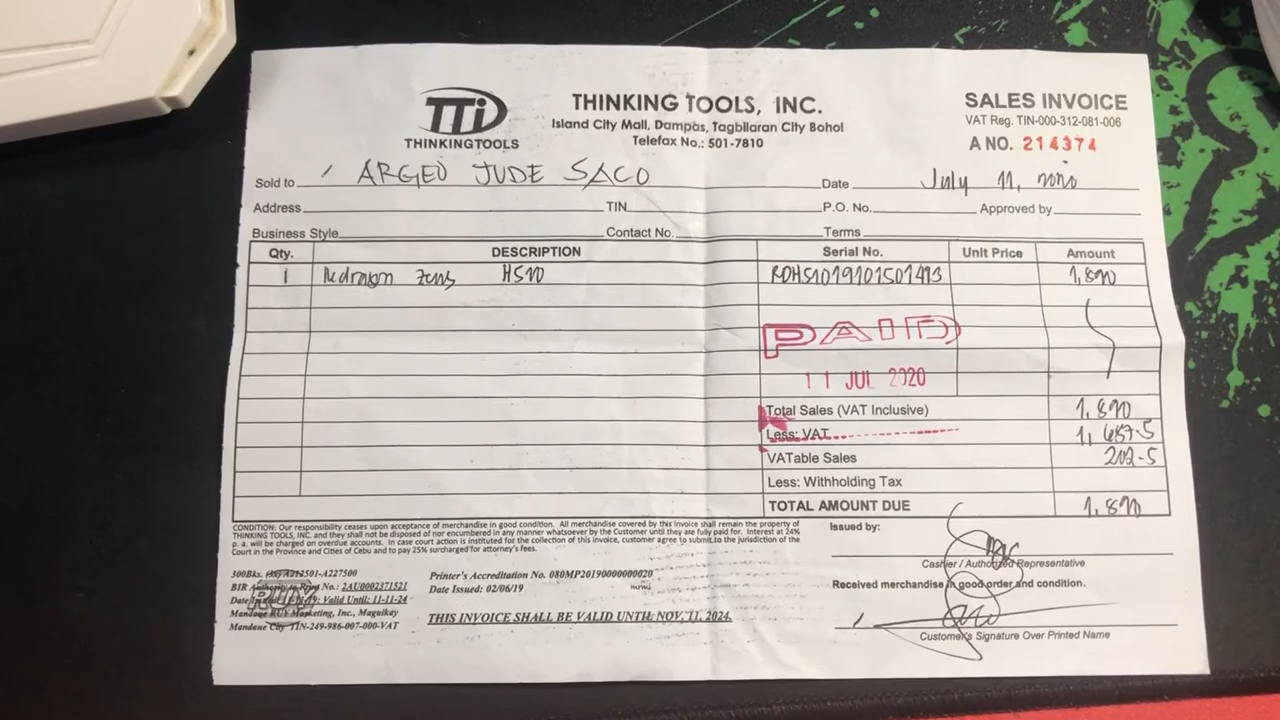 TTi
THINKINGTOOLS
THINKING TOOLS, INC.
Island City Mall, Dampas, Tagbilaran City Bohol
Telefax No.: 501-7810
SALES INVOICE
VAT Reg. TIN-000-312-081-006
A NO. 214374
Sold to ARGEO JUDE SACO Date July 11, 2020
Address TIN P.O. No. Approved by
Business Style Contact No. Terms
Qty. DESCRIPTION Serial No. Unit Price Amount
1 Redragon Zeus H510 RDHS1019101501493 1,890
PAID
11 JUL 2020
Total Sales (VAT Inclusive) 1,890
Less: VAT 1,687.5
VATable Sales 202.5
Less: Withholding Tax
TOTAL AMOUNT DUE 1,890
CONDITION: Our responsibility ceases upon acceptance of merchandise in good condition. All merchandise covered by this invoice shall remain the property of
THINKING TOOLS, INC. and they shall not be disposed of nor encumbered in any manner whatsoever by the Customer until they are fully paid for. Interest at 24%
p. a. will be charged on overdue accounts. In case court action is instituted for the collection of this invoice, customer agree to submit to the jurisdiction of the
Court in the Province and Cities of Cebu and to pay 25% surcharged for attorney's fees.
Issued by:
Cashier / Authorized Representative
Received merchandise in good order and condition.
Customer's Signature Over Printed Name
300Bks. A212501-A227500
BIR No.: 2AU0002371521
Valid Until: 11-11-24
Mandaue RUY Marketing, Inc., Maguikay
Mandaue City TIN-249-986-007-000-VAT
RUY
Printer's Accreditation No. 080MP20190000000020
Date Issued: 02/06/19
THIS INVOICE SHALL BE VALID UNTIL NOV, 11, 2024.